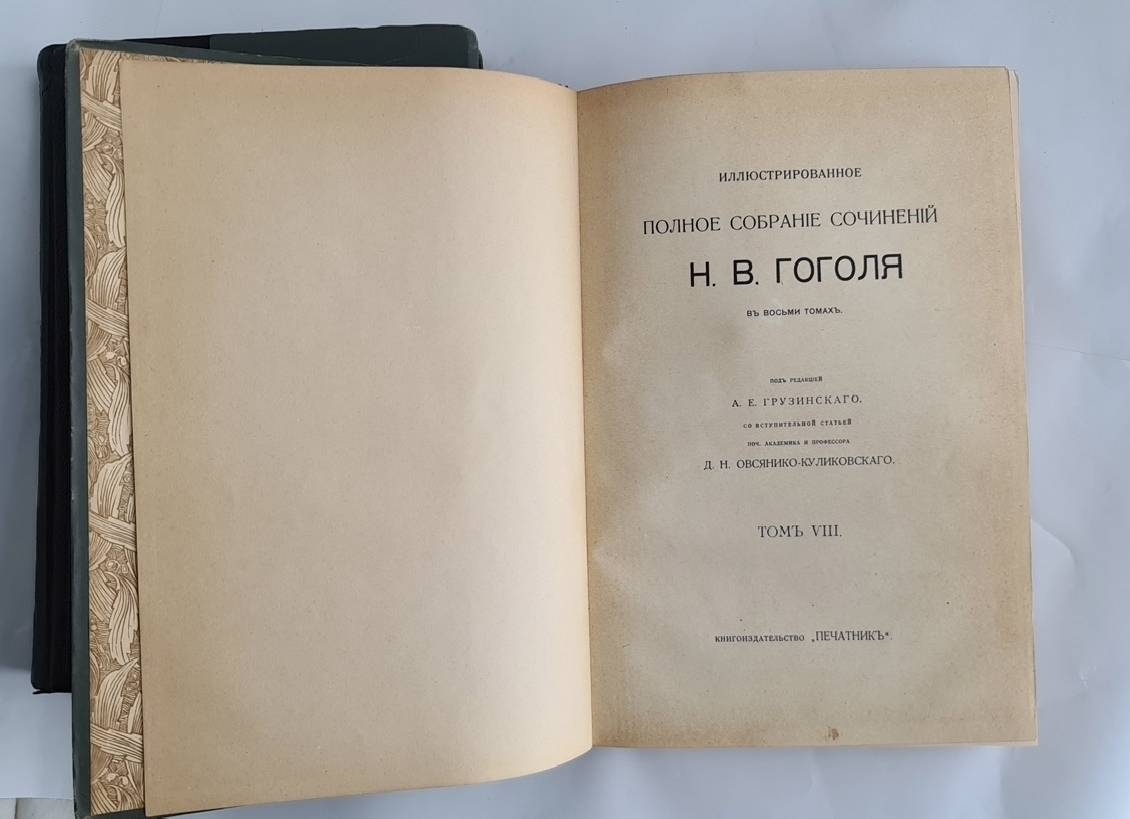 ИЛЛЮСТРИРОВАННОЕ
ПОЛНОЕ СОБРАНІЕ СОЧИНЕНІЙ
Н. В. ГОГОЛЯ
ВЪ ВОСЬМИ ТОМАХЪ.
ПОДЪ РЕДАКЦІЕЙ
А. Е. ГРУЗИНСКАГО.
СО ВСТУПИТЕЛЬНОЙ СТАТЬЕЙ
ПОЧ. АКАДЕМИКА И ПРОФЕССОРА
Д. Н. ОВСЯНИКО-КУЛИКОВСКАГО.
ТОМЪ VIII.
КНИГОИЗДАТЕЛЬСТВО „ПЕЧАТНИКЪ“.